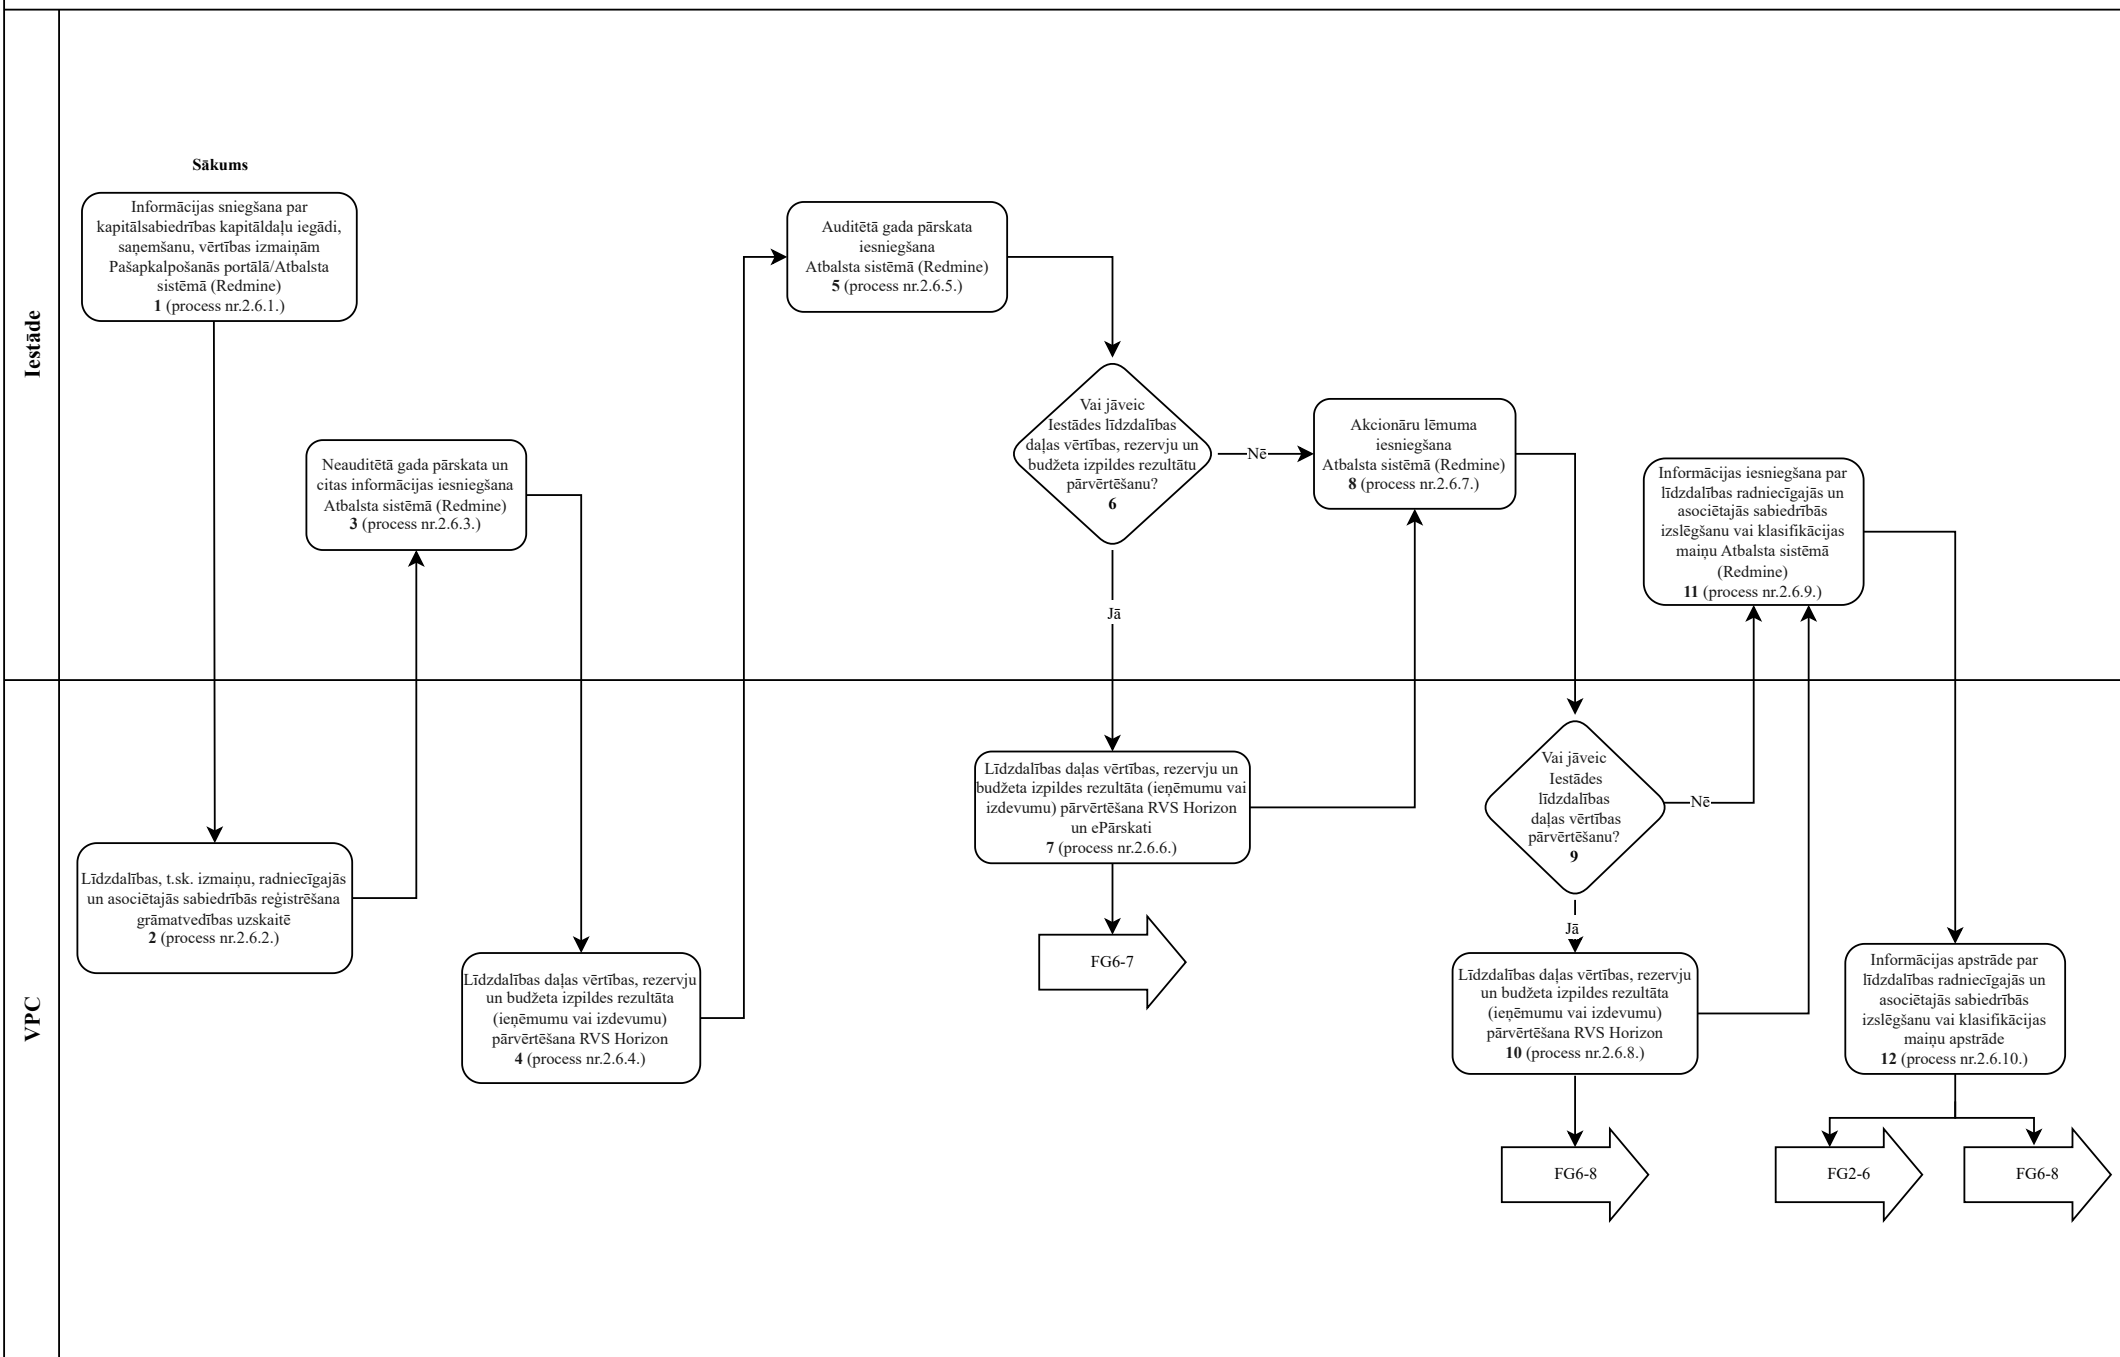 Iestāde
Sākums
Informācijas sniegšana par
kapitālsabiedrības kapitāldaļu iegādi,
saņemšanu, vērtības izmaiņām
Pašapkalpošanās portālā/Atbalsta
sistēmā (Redmine)
1 (process nr.2.6.1.)
Neauditētā gada pārskata un
citas informācijas iesniegšana
Atbalsta sistēmā (Redmine)
3 (process nr.2.6.3.)
Auditētā gada pārskata
iesniegšana
Atbalsta sistēmā (Redmine)
5 (process nr.2.6.5.)
Vai jāveic
Iestādes līdzdalības
daļas vērtības, rezervju un
budžeta izpildes rezultātu
pārvērtēšanu?
6
Nē
Jā
Akcionāru lēmuma
iesniegšana
Atbalsta sistēmā (Redmine)
8 (process nr.2.6.7.)
Informācijas iesniegšana par
līdzdalības radniecīgajās un
asociētajās sabiedrībās
izslēgšanu vai klasifikācijas
maiņu Atbalsta sistēmā
(Redmine)
11 (process nr.2.6.9.)
VPC
Līdzdalības, t.sk. izmaiņu, radniecīgajās
un asociētajās sabiedrībās reģistrēšana
grāmatvedības uzskaitē
2 (process nr.2.6.2.)
Līdzdalības daļas vērtības, rezervju
un budžeta izpildes rezultāta
(ieņēmumu vai izdevumu)
pārvērtēšana RVS Horizon
4 (process nr.2.6.4.)
Līdzdalības daļas vērtības, rezervju un
budžeta izpildes rezultāta (ieņēmumu vai
izdevumu) pārvērtēšana RVS Horizon
un ePārskati
7 (process nr.2.6.6.)
FG6-7
Vai jāveic
Iestādes
līdzdalības
daļas vērtības
pārvērtēšanu?
9
Nē
Jā
Līdzdalības daļas vērtības, rezervju
un budžeta izpildes rezultāta
(ieņēmumu vai izdevumu)
pārvērtēšana RVS Horizon
10 (process nr.2.6.8.)
FG6-8
Informācijas apstrāde par
līdzdalības radniecīgajās un
asociētajās sabiedrībās
izslēgšanu vai klasifikācijas
maiņu apstrāde
12 (process nr.2.6.10.)
FG2-6
FG6-8